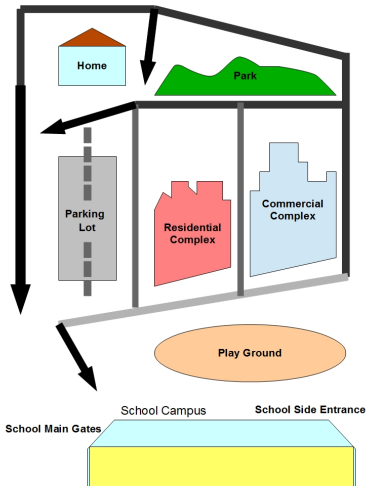 Home
Park
Parking
Lot
Residential
Complex
Commercial
Complex
Play Ground
School Campus
School Side Entrance
School Main Gates